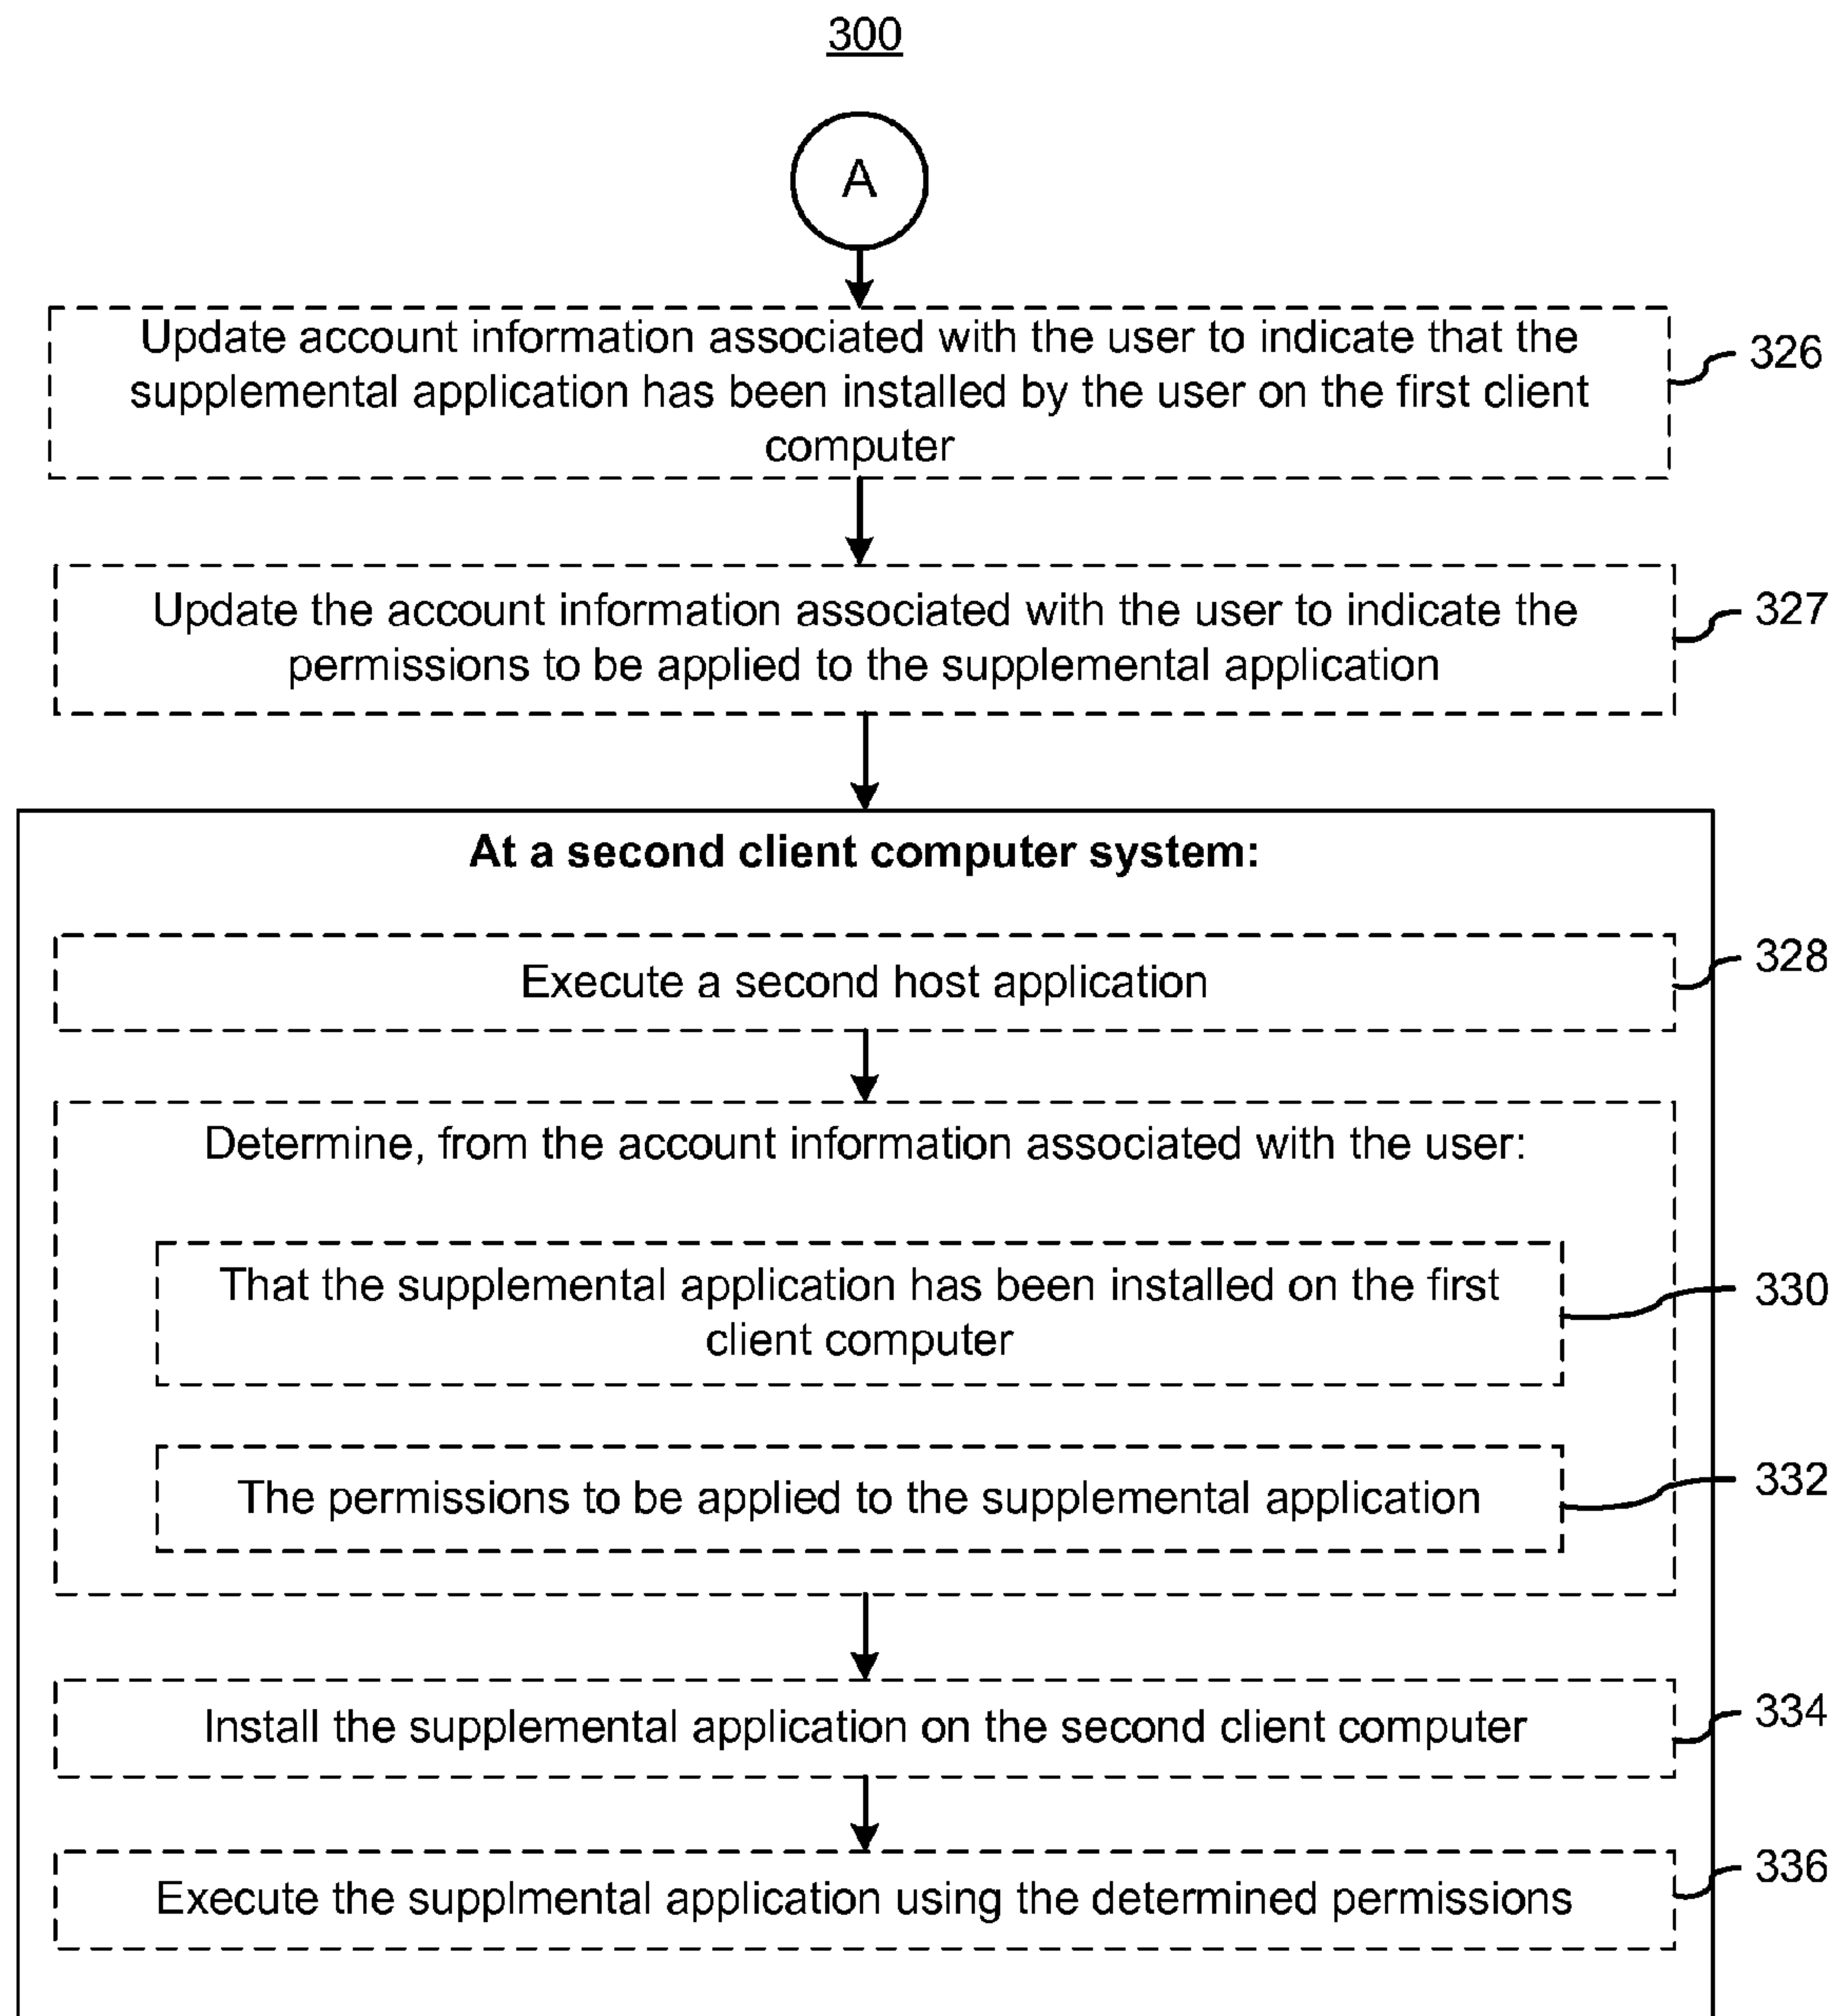 300
A
Update account information associated with the user to indicate that the
supplemental application has been installed by the user on the first client
computer
326
Update the account information associated with the user to indicate the
permissions to be applied to the supplemental application
327
At a second client computer system:
Execute a second host application
328
Determine, from the account information associated with the user:
That the supplemental application has been installed on the first
client computer
330
The permissions to be applied to the supplemental application
332
Install the supplemental application on the second client computer
334
Execute the supplmental application using the determined permissions
336